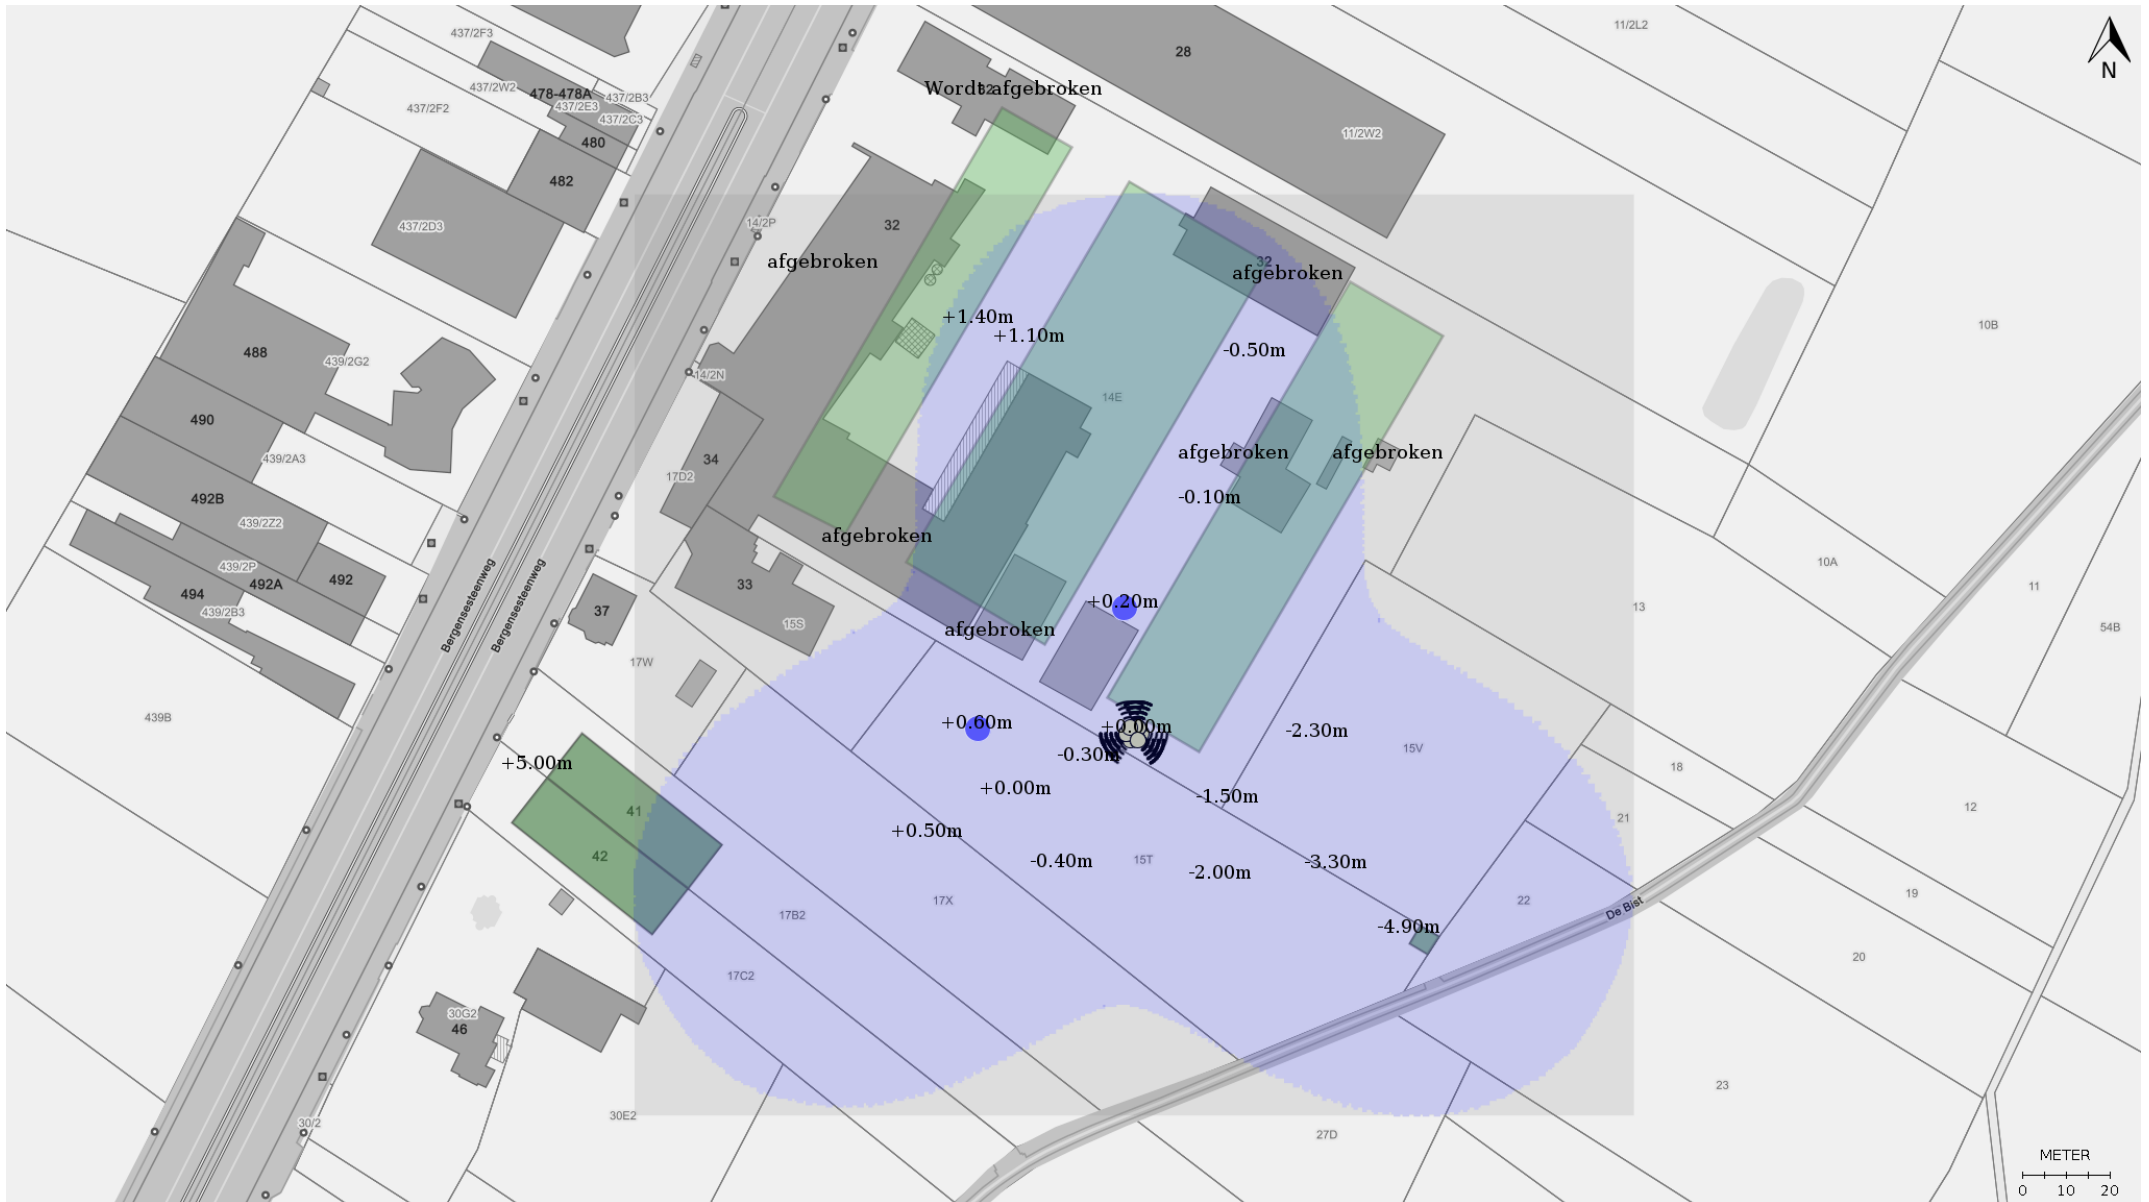 11/2L2
437/2F3
28
N
437/2W2
478-478A
437/2B3
437/2E3
437/2F2
437/2C3
Wordt afgebroken
11/2W2
480
482
437/2D3
14/2P
32
afgebroken
32
afgebroken
+1.40m
+1.10m
-0.50m
10B
488
439/2G2
14/2N
14E
490
439/2A3
34
17D2
afgebroken
afgebroken
492B
439/2Z2
-0.10m
afgebroken
439/2P
492A
492
494
439/2B3
Bergensesteenweg
Bergensesteenweg
37
33
15S
+0.20m
afgebroken
10A
11
13
54B
17W
439B
+0.60m
+0.00m
-0.30m
-2.30m
15V
+5.00m
+0.00m
-1.50m
18
12
41
42
+0.50m
-0.40m
15T
-2.00m
-3.30m
21
17B2
17X
22
De Bist
19
-4.90m
20
17C2
30G2
46
23
30/2
30E2
27D
METER
0 10 20